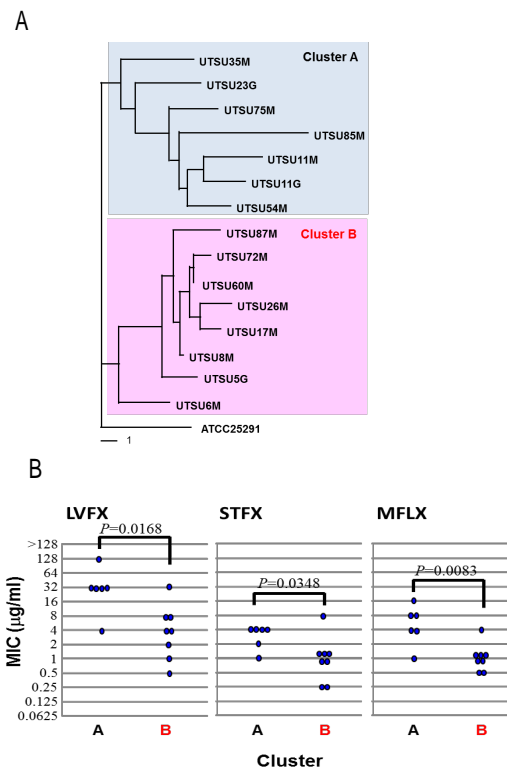 A
Cluster A
UTSU35M
UTSU23G
UTSU75M
UTSU85M
UTSU11M
UTSU11G
UTSU54M
Cluster B
UTSU87M
UTSU72M
UTSU60M
UTSU26M
UTSU17M
UTSU8M
UTSU5G
UTSU6M
ATCC25291
1
B
LVFX STFX MFLX
P=0.0168
P=0.0348
P=0.0083
MIC (µg/ml)
>128
128
64
32
16
8
4
2
1
0.5
0.25
0.125
0.0625
A B A B A B
Cluster